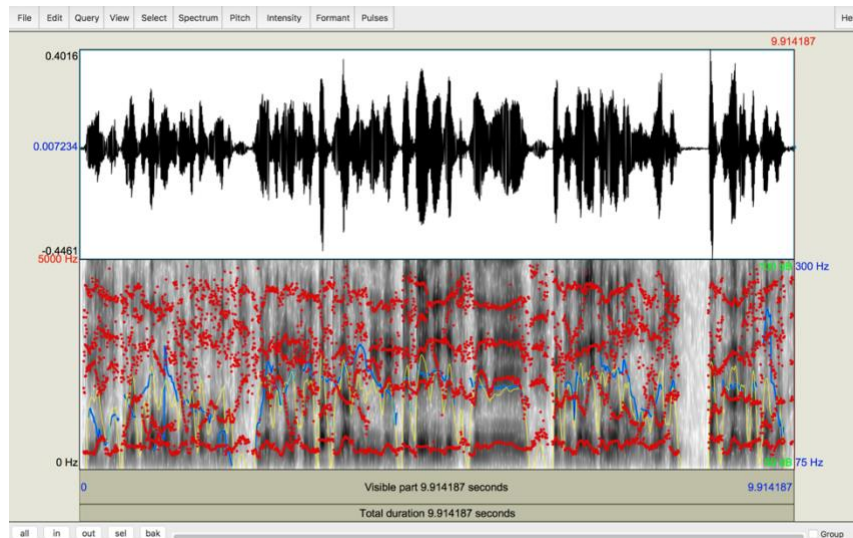 File Edit Query View Select Spectrum Pitch Intensity Formant Pulses He
9.914187
0.4016
0.007234
-0.4461
5000 Hz 300 Hz
0 Hz 75 Hz
0 Visible part 9.914187 seconds 9.914187
Total duration 9.914187 seconds
all in out sel bak Group